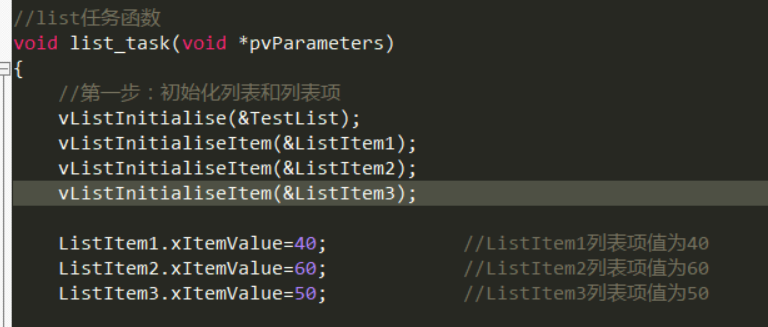 //list任务函数
void list_task(void *pvParameters)
{
//第一步：初始化列表和列表项
vListInitialise(&TestList);
vListInitialiseItem(&ListItem1);
vListInitialiseItem(&ListItem2);
vListInitialiseItem(&ListItem3);
ListItem1.xItemValue=40; //ListItem1列表项值为40
ListItem2.xItemValue=60; //ListItem2列表项值为60
ListItem3.xItemValue=50; //ListItem3列表项值为50